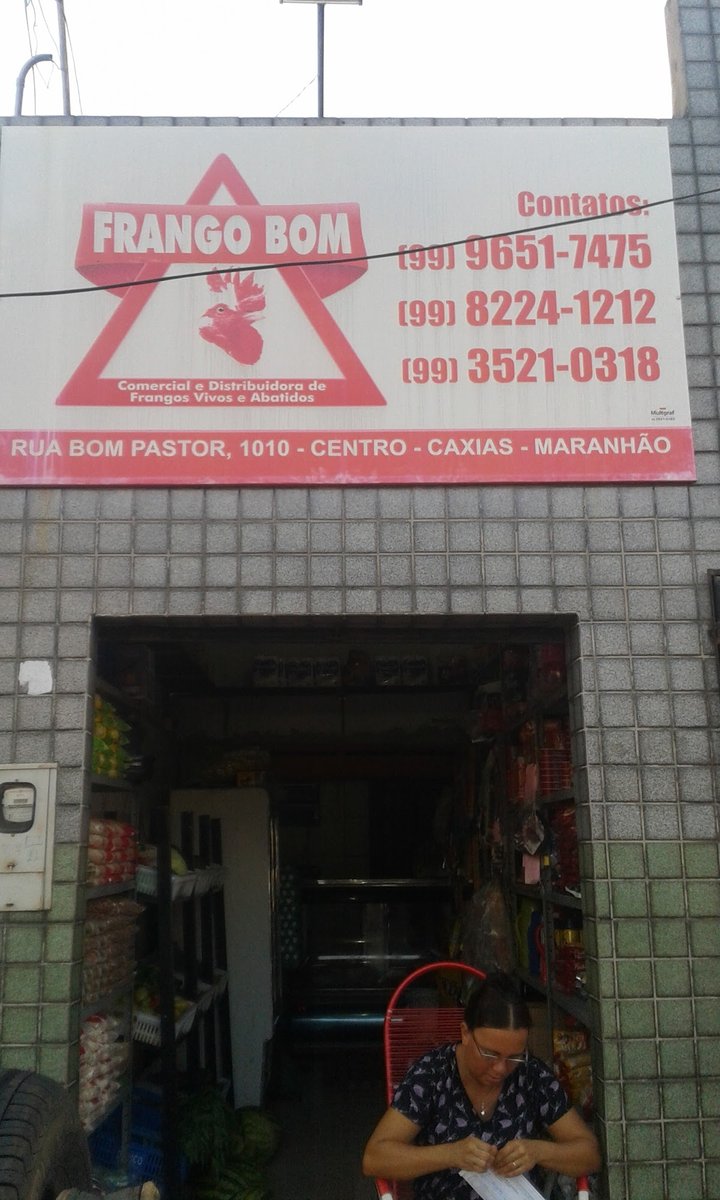 FRANGO BOM
Comercial e Distribuidora de
Frangos Vivos e Abatidos
Contatos:
(99) 9651-7475
(99) 8224-1212
(99) 3521-0318
Multigraf
RUA BOM PASTOR, 1010 - CENTRO - CAXIAS - MARANHÃO